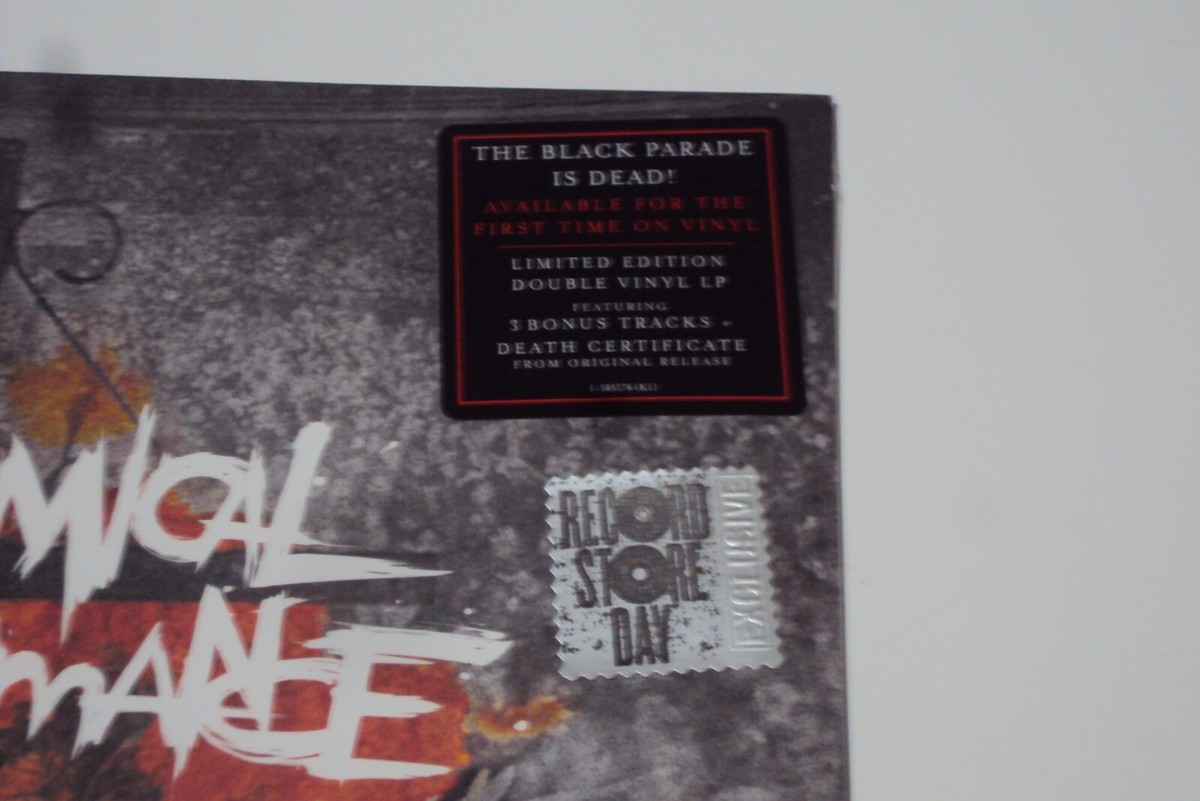 THE BLACK PARADE
IS DEAD!
AVAILABLE FOR THE
FIRST TIME ON VINYL
LIMITED EDITION
DOUBLE VINYL LP
FEATURING
3 BONUS TRACKS +
DEATH CERTIFICATE
FROM ORIGINAL RELEASE
RECORD
STORE
DAY
EXCLUSIVE
MICAL
MANCE